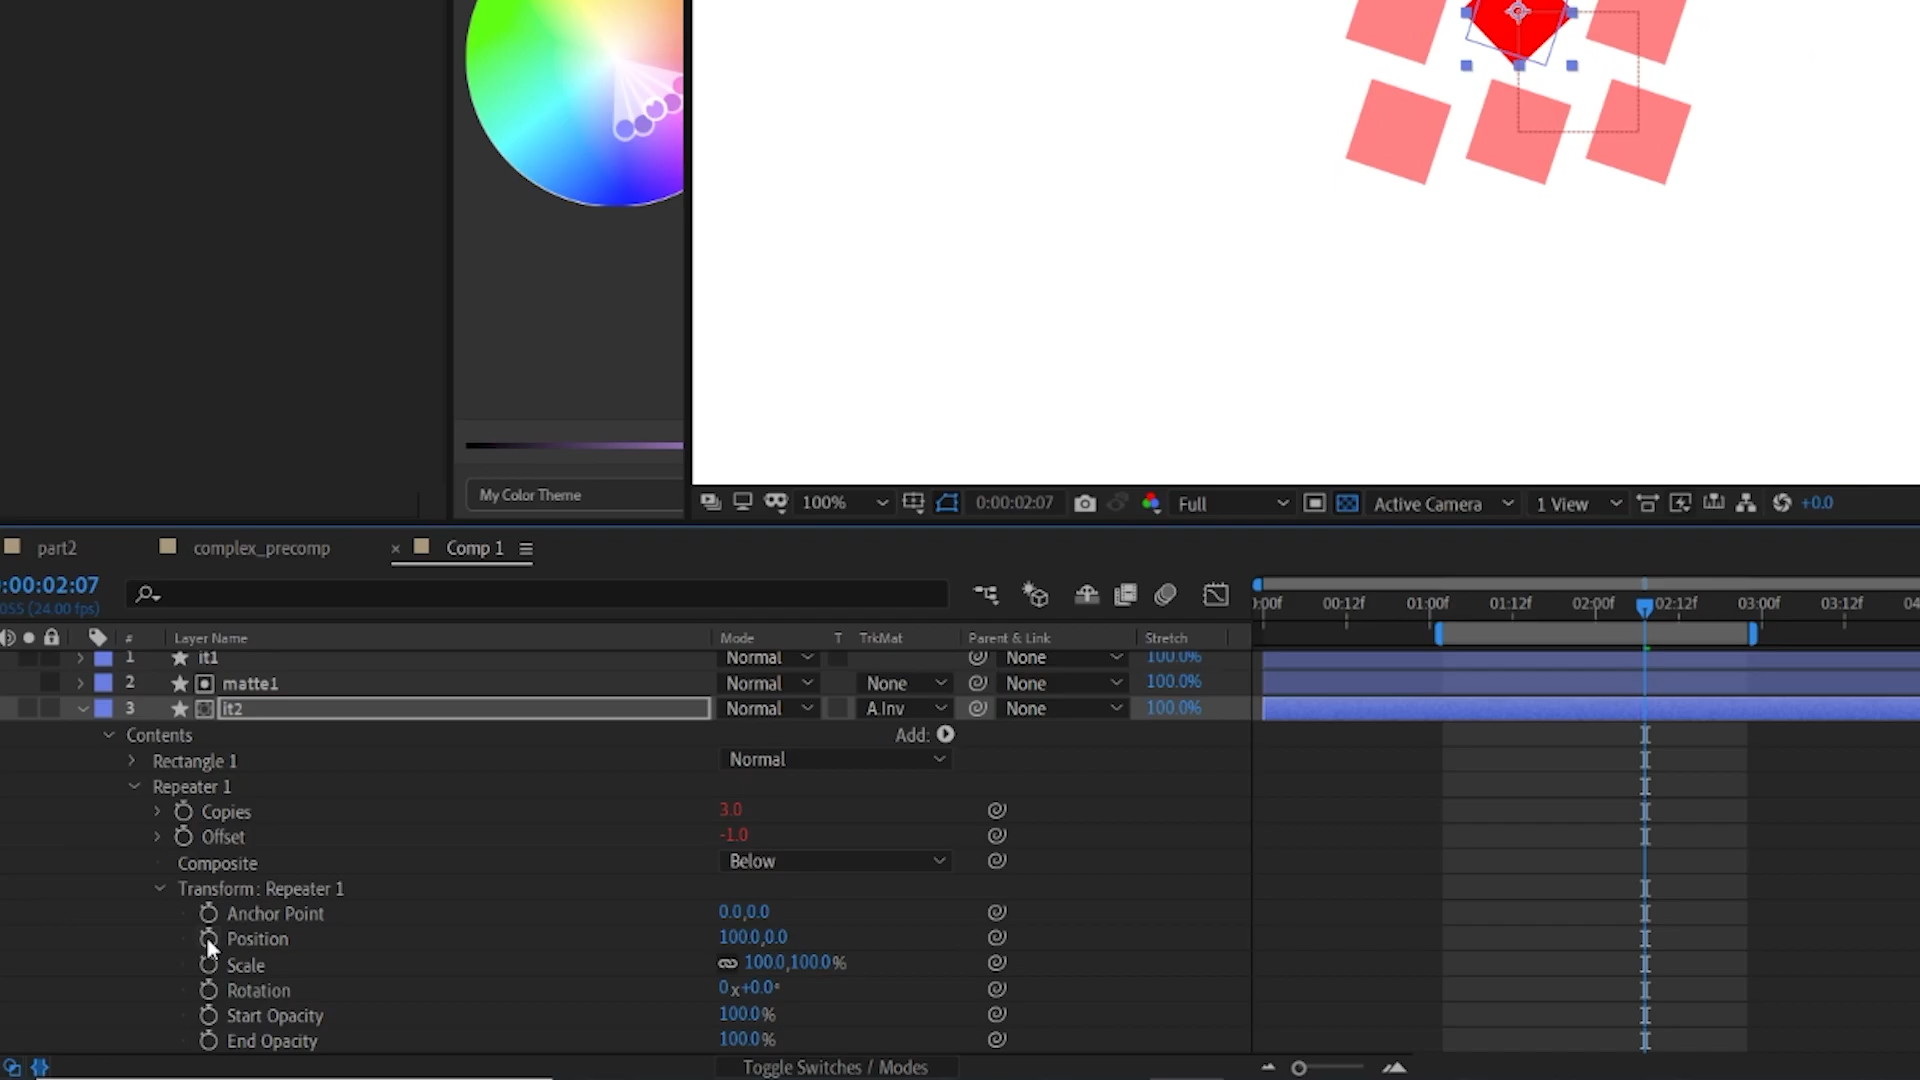 My Color Theme
100%
0:00:02:07
Full
Active Camera
1 View
+0.0
part2
complex_precomp
× Comp 1
:00:02:07
055 (24.00 fps)
):00f 00:12f 01:00f 01:12f 02:00f 02:12f 03:00f 03:12f 04
# Layer Name Mode T TrkMat Parent & Link Stretch
1 it1 Normal None 100.0%
2 matte1 Normal None None 100.0%
3 it2 Normal A.Inv None 100.0%
Contents Add:
Rectangle 1 Normal
Repeater 1
Copies 3.0
Offset -1.0
Composite Below
Transform: Repeater 1
Anchor Point 0.0,0.0
Position 100.0,0.0
Scale 100.0,100.0%
Rotation 0x+0.0°
Start Opacity 100.0%
End Opacity 100.0%
Toggle Switches / Modes